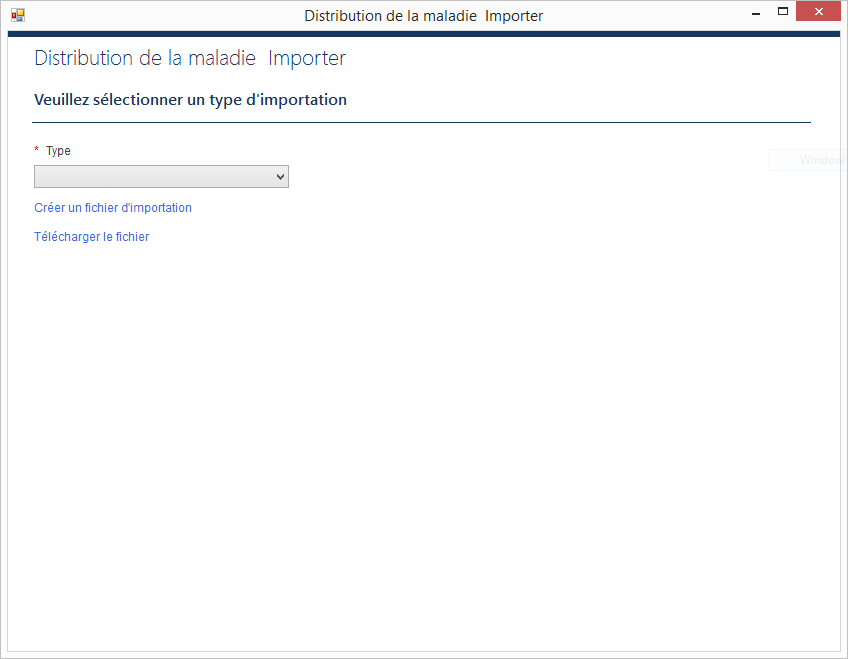 Distribution de la maladie  Importer
Distribution de la maladie  Importer
Veuillez sélectionner un type d'importation
* Type
Window
Créer un fichier d'importation
Télécharger le fichier